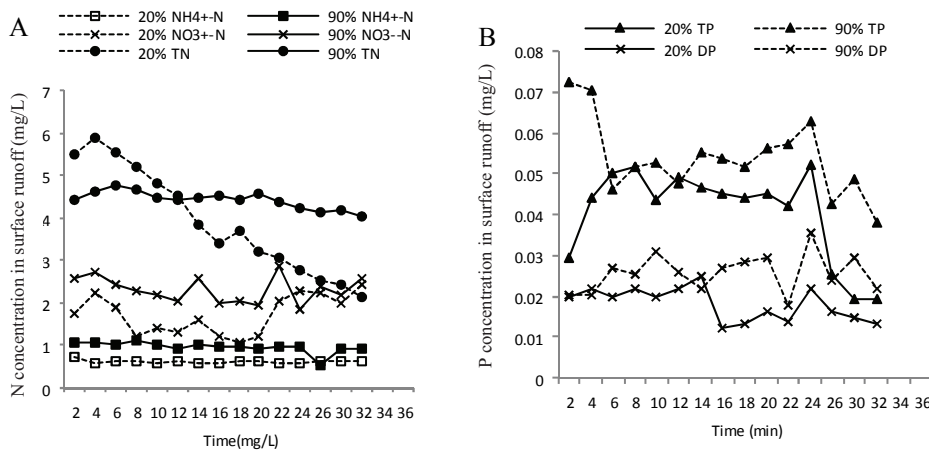 A
20% NH4+-N 90% NH4+-N
20% NO3+-N 90% NO3--N
20% TN 90% TN
N concentration in surface runoff (mg/L)
7
6
5
4
3
2
1
0
2 4 6 8 10 12 14 16 18 20 22 24 26 28 30 32 34 36
Time(mg/L)
B
20% TP 90% TP
20% DP 90% DP
P concentration in surface runoff (mg/L)
0.08
0.07
0.06
0.05
0.04
0.03
0.02
0.01
0.00
2 4 6 8 10 12 14 16 18 20 22 24 26 30 32 34 36
Time (min)